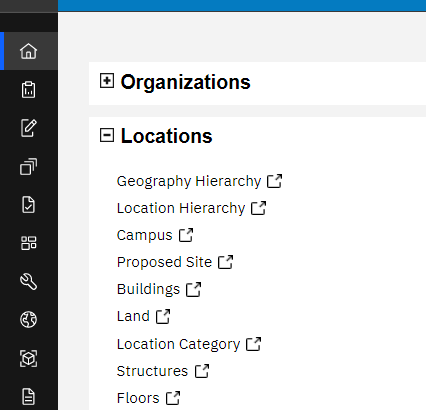 Organizations
Locations
Geography Hierarchy
Location Hierarchy
Campus
Proposed Site
Buildings
Land
Location Category
Structures
Floors